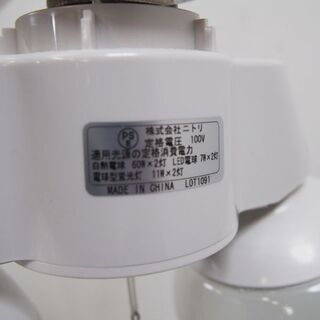 PS
E
株式会社ニトリ
定格電圧 100V
適用光源の定格消費電力
白熱電球 60W×2灯 LED電球 7W×2灯
電球型蛍光灯 11W×2灯
MADE IN CHINA LOT1091